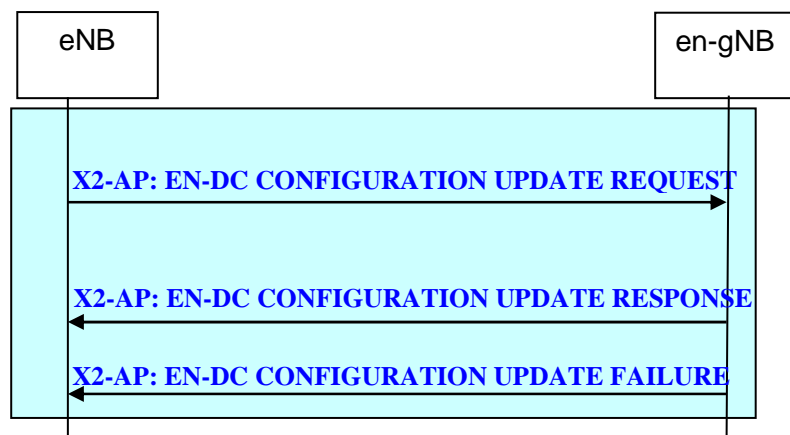 eNB
en-gNB
X2-AP: EN-DC CONFIGURATION UPDATE REQUEST
X2-AP: EN-DC CONFIGURATION UPDATE RESPONSE
X2-AP: EN-DC CONFIGURATION UPDATE FAILURE